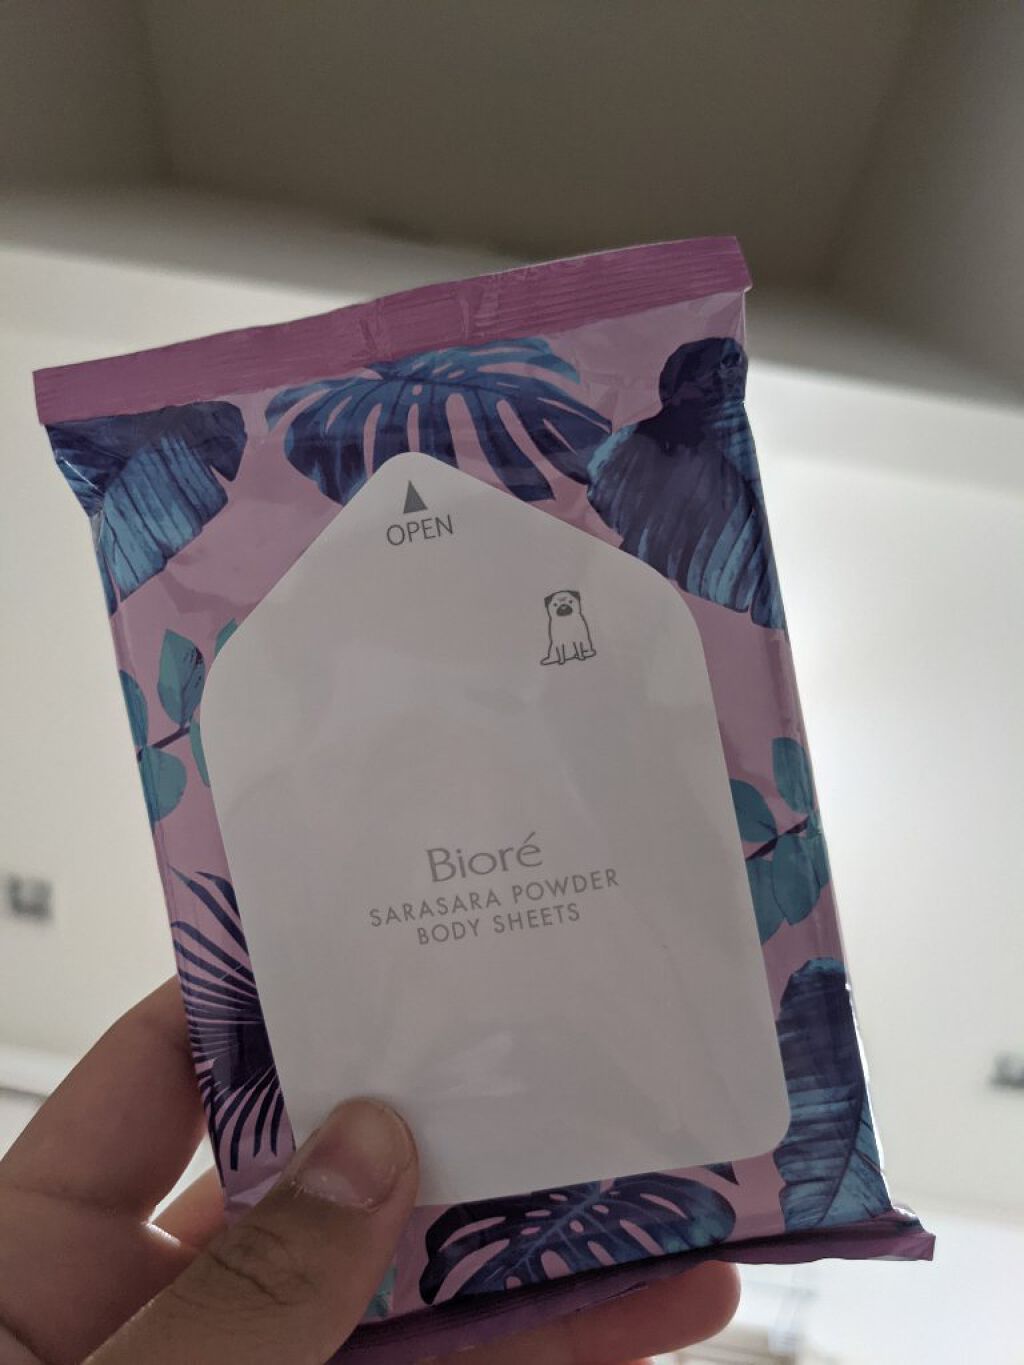 OPEN
Bioré
SARASARA POWDER
BODY SHEETS